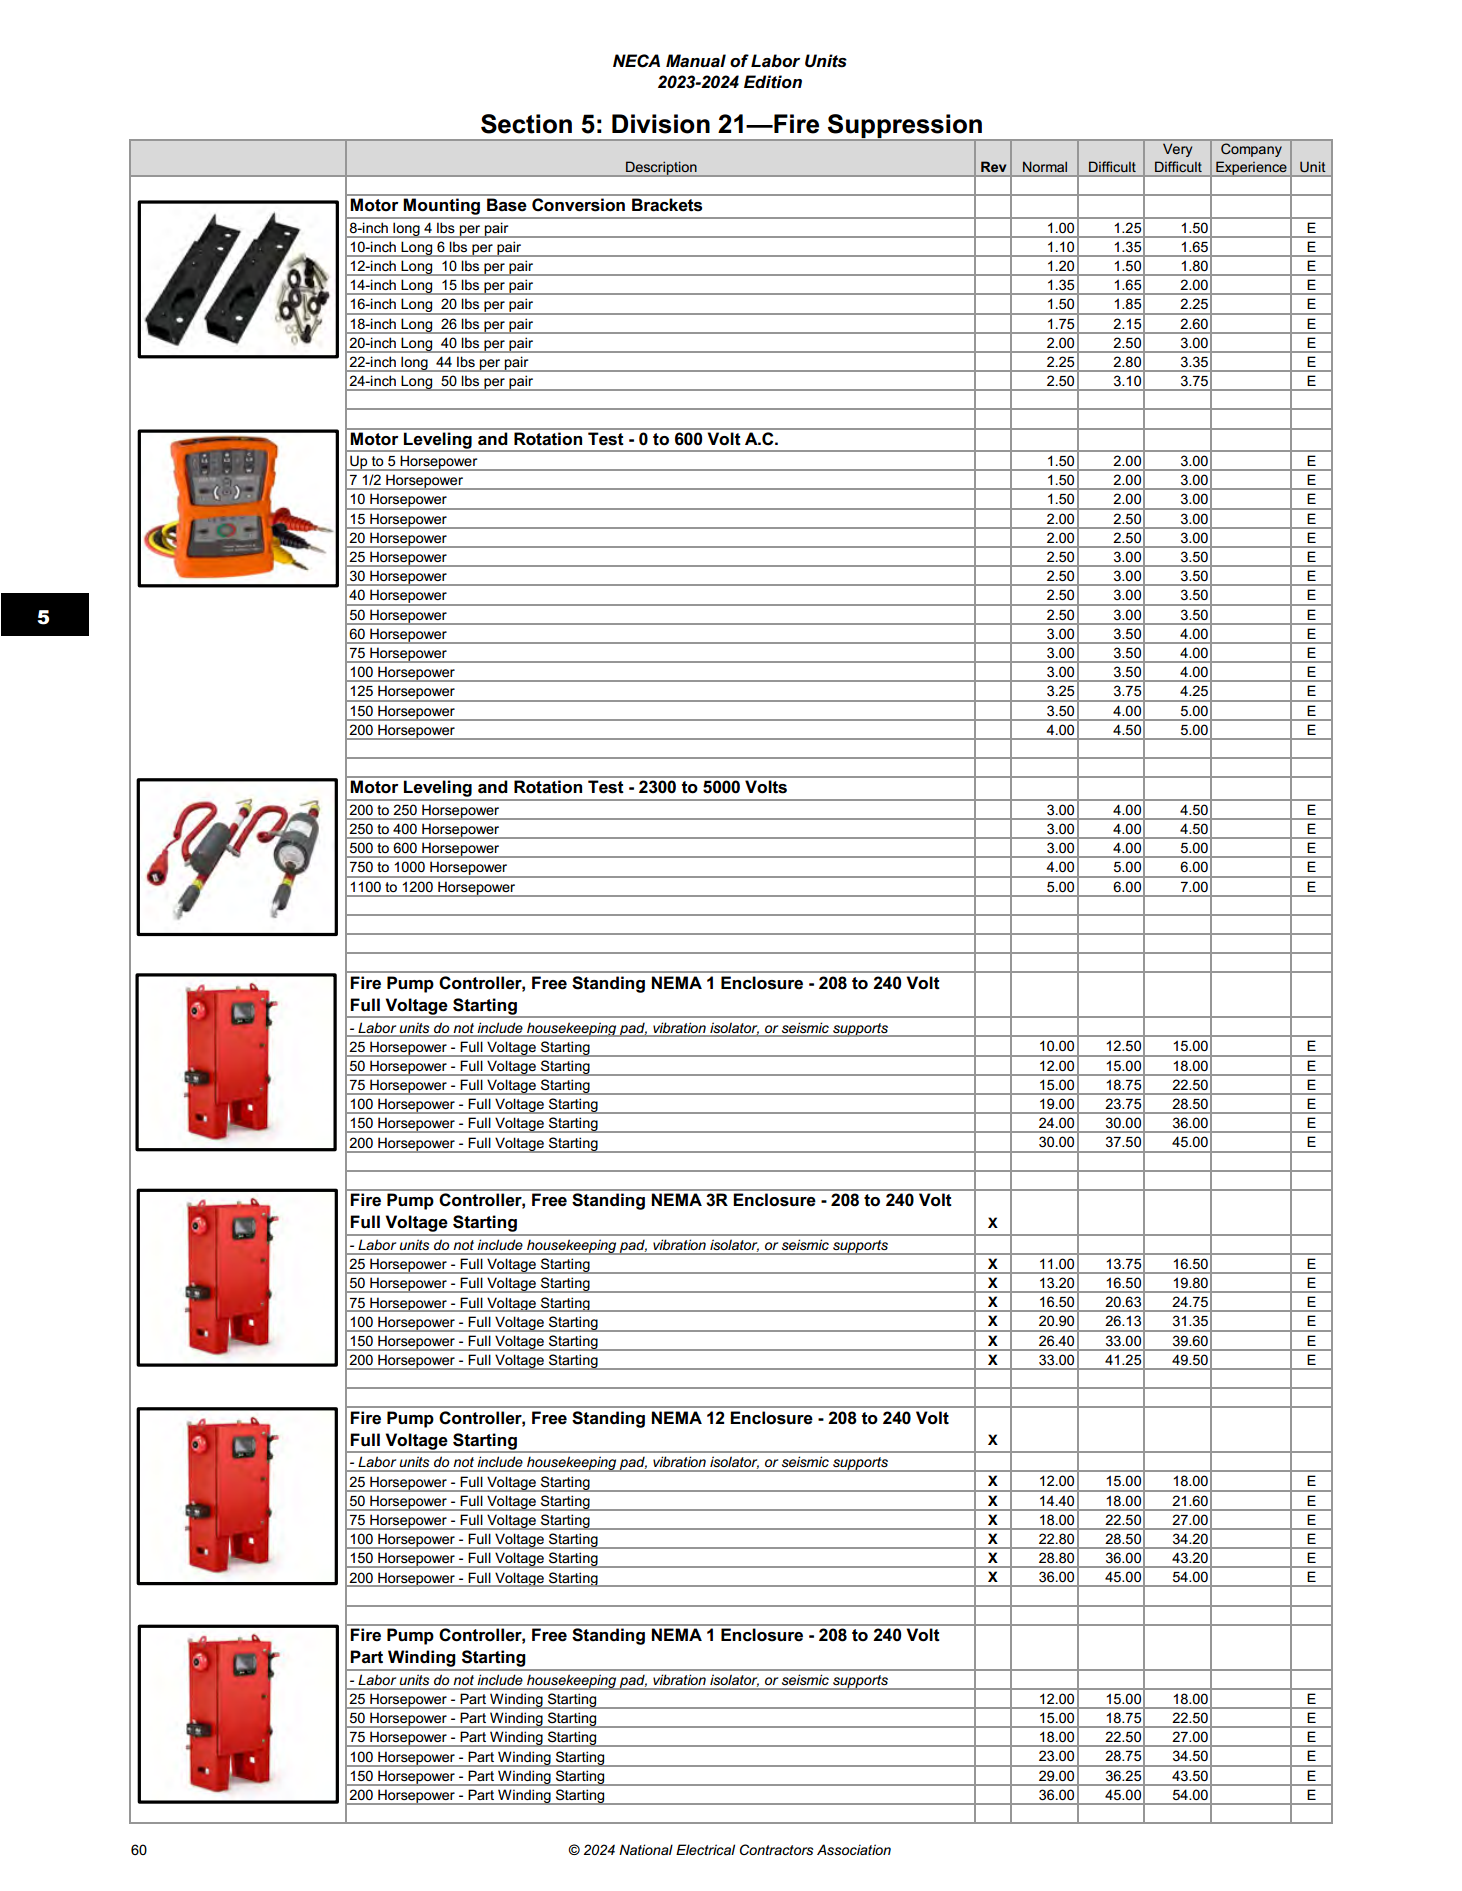 NECA Manual of Labor Units
2023-2024 Edition
Section 5: Division 21—Fire Suppression
Description Rev Normal Difficult Very Difficult Company Experience Unit
Motor Mounting Base Conversion Brackets
8-inch long 4 lbs per pair 1.00 1.25 1.50 E
10-inch Long 6 lbs per pair 1.10 1.35 1.65 E
12-inch Long 10 lbs per pair 1.20 1.50 1.80 E
14-inch Long 15 lbs per pair 1.35 1.65 2.00 E
16-inch Long 20 lbs per pair 1.50 1.85 2.25 E
18-inch Long 26 lbs per pair 1.75 2.15 2.60 E
20-inch Long 40 lbs per pair 2.00 2.50 3.00 E
22-inch long 44 lbs per pair 2.25 2.80 3.35 E
24-inch Long 50 lbs per pair 2.50 3.10 3.75 E
Motor Leveling and Rotation Test - 0 to 600 Volt A.C.
Up to 5 Horsepower 1.50 2.00 3.00 E
7 1/2 Horsepower 1.50 2.00 3.00 E
10 Horsepower 1.50 2.00 3.00 E
15 Horsepower 2.00 2.50 3.00 E
20 Horsepower 2.00 2.50 3.00 E
25 Horsepower 2.50 3.00 3.50 E
30 Horsepower 2.50 3.00 3.50 E
40 Horsepower 2.50 3.00 3.50 E
5
50 Horsepower 2.50 3.00 3.50 E
60 Horsepower 3.00 3.50 4.00 E
75 Horsepower 3.00 3.50 4.00 E
100 Horsepower 3.00 3.50 4.00 E
125 Horsepower 3.25 3.75 4.25 E
150 Horsepower 3.50 4.00 5.00 E
200 Horsepower 4.00 4.50 5.00 E
Motor Leveling and Rotation Test - 2300 to 5000 Volts
200 to 250 Horsepower 3.00 4.00 4.50 E
250 to 400 Horsepower 3.00 4.00 4.50 E
500 to 600 Horsepower 3.00 4.00 5.00 E
750 to 1000 Horsepower 4.00 5.00 6.00 E
1100 to 1200 Horsepower 5.00 6.00 7.00 E
Fire Pump Controller, Free Standing NEMA 1 Enclosure - 208 to 240 Volt
Full Voltage Starting
- Labor units do not include housekeeping pad, vibration isolator, or seismic supports
25 Horsepower - Full Voltage Starting 10.00 12.50 15.00 E
50 Horsepower - Full Voltage Starting 12.00 15.00 18.00 E
75 Horsepower - Full Voltage Starting 15.00 18.75 22.50 E
100 Horsepower - Full Voltage Starting 19.00 23.75 28.50 E
150 Horsepower - Full Voltage Starting 24.00 30.00 36.00 E
200 Horsepower - Full Voltage Starting 30.00 37.50 45.00 E
Fire Pump Controller, Free Standing NEMA 3R Enclosure - 208 to 240 Volt
Full Voltage Starting X
- Labor units do not include housekeeping pad, vibration isolator, or seismic supports
25 Horsepower - Full Voltage Starting X 11.00 13.75 16.50 E
50 Horsepower - Full Voltage Starting X 13.20 16.50 19.80 E
75 Horsepower - Full Voltage Starting X 16.50 20.63 24.75 E
100 Horsepower - Full Voltage Starting X 20.90 26.13 31.35 E
150 Horsepower - Full Voltage Starting X 26.40 33.00 39.60 E
200 Horsepower - Full Voltage Starting X 33.00 41.25 49.50 E
Fire Pump Controller, Free Standing NEMA 12 Enclosure - 208 to 240 Volt
Full Voltage Starting X
- Labor units do not include housekeeping pad, vibration isolator, or seismic supports
25 Horsepower - Full Voltage Starting X 12.00 15.00 18.00 E
50 Horsepower - Full Voltage Starting X 14.40 18.00 21.60 E
75 Horsepower - Full Voltage Starting X 18.00 22.50 27.00 E
100 Horsepower - Full Voltage Starting X 22.80 28.50 34.20 E
150 Horsepower - Full Voltage Starting X 28.80 36.00 43.20 E
200 Horsepower - Full Voltage Starting X 36.00 45.00 54.00 E
Fire Pump Controller, Free Standing NEMA 1 Enclosure - 208 to 240 Volt
Part Winding Starting
- Labor units do not include housekeeping pad, vibration isolator, or seismic supports
25 Horsepower - Part Winding Starting 12.00 15.00 18.00 E
50 Horsepower - Part Winding Starting 15.00 18.75 22.50 E
75 Horsepower - Part Winding Starting 18.00 22.50 27.00 E
100 Horsepower - Part Winding Starting 23.00 28.75 34.50 E
150 Horsepower - Part Winding Starting 29.00 36.25 43.50 E
200 Horsepower - Part Winding Starting 36.00 45.00 54.00 E
60 © 2024 National Electrical Contractors Association